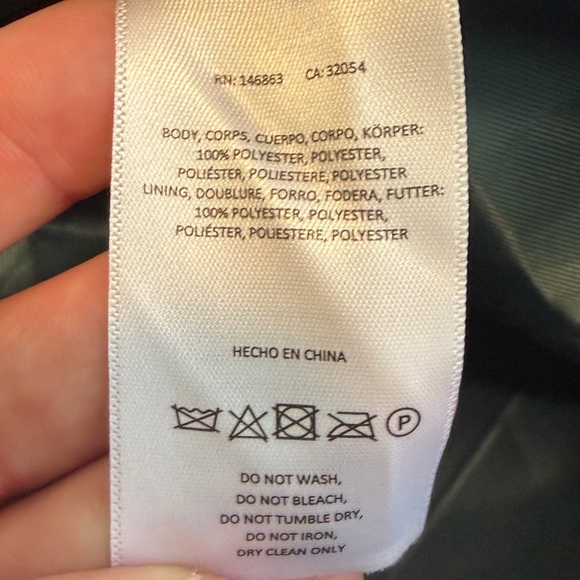 RN: 146863 CA: 32054
BODY, CORPS, CUERPO, CORPO, KÖRPER:
100% POLYESTER, POLYESTER,
POLIÉSTER, POLIESTERE, POLYESTER
LINING, DOUBLURE, FORRO, FODERA, FUTTER:
100% POLYESTER, POLYESTER,
POLIÉSTER, POLIESTERE, POLYESTER
HECHO EN CHINA
P
DO NOT WASH,
DO NOT BLEACH,
DO NOT TUMBLE DRY,
DO NOT IRON,
DRY CLEAN ONLY